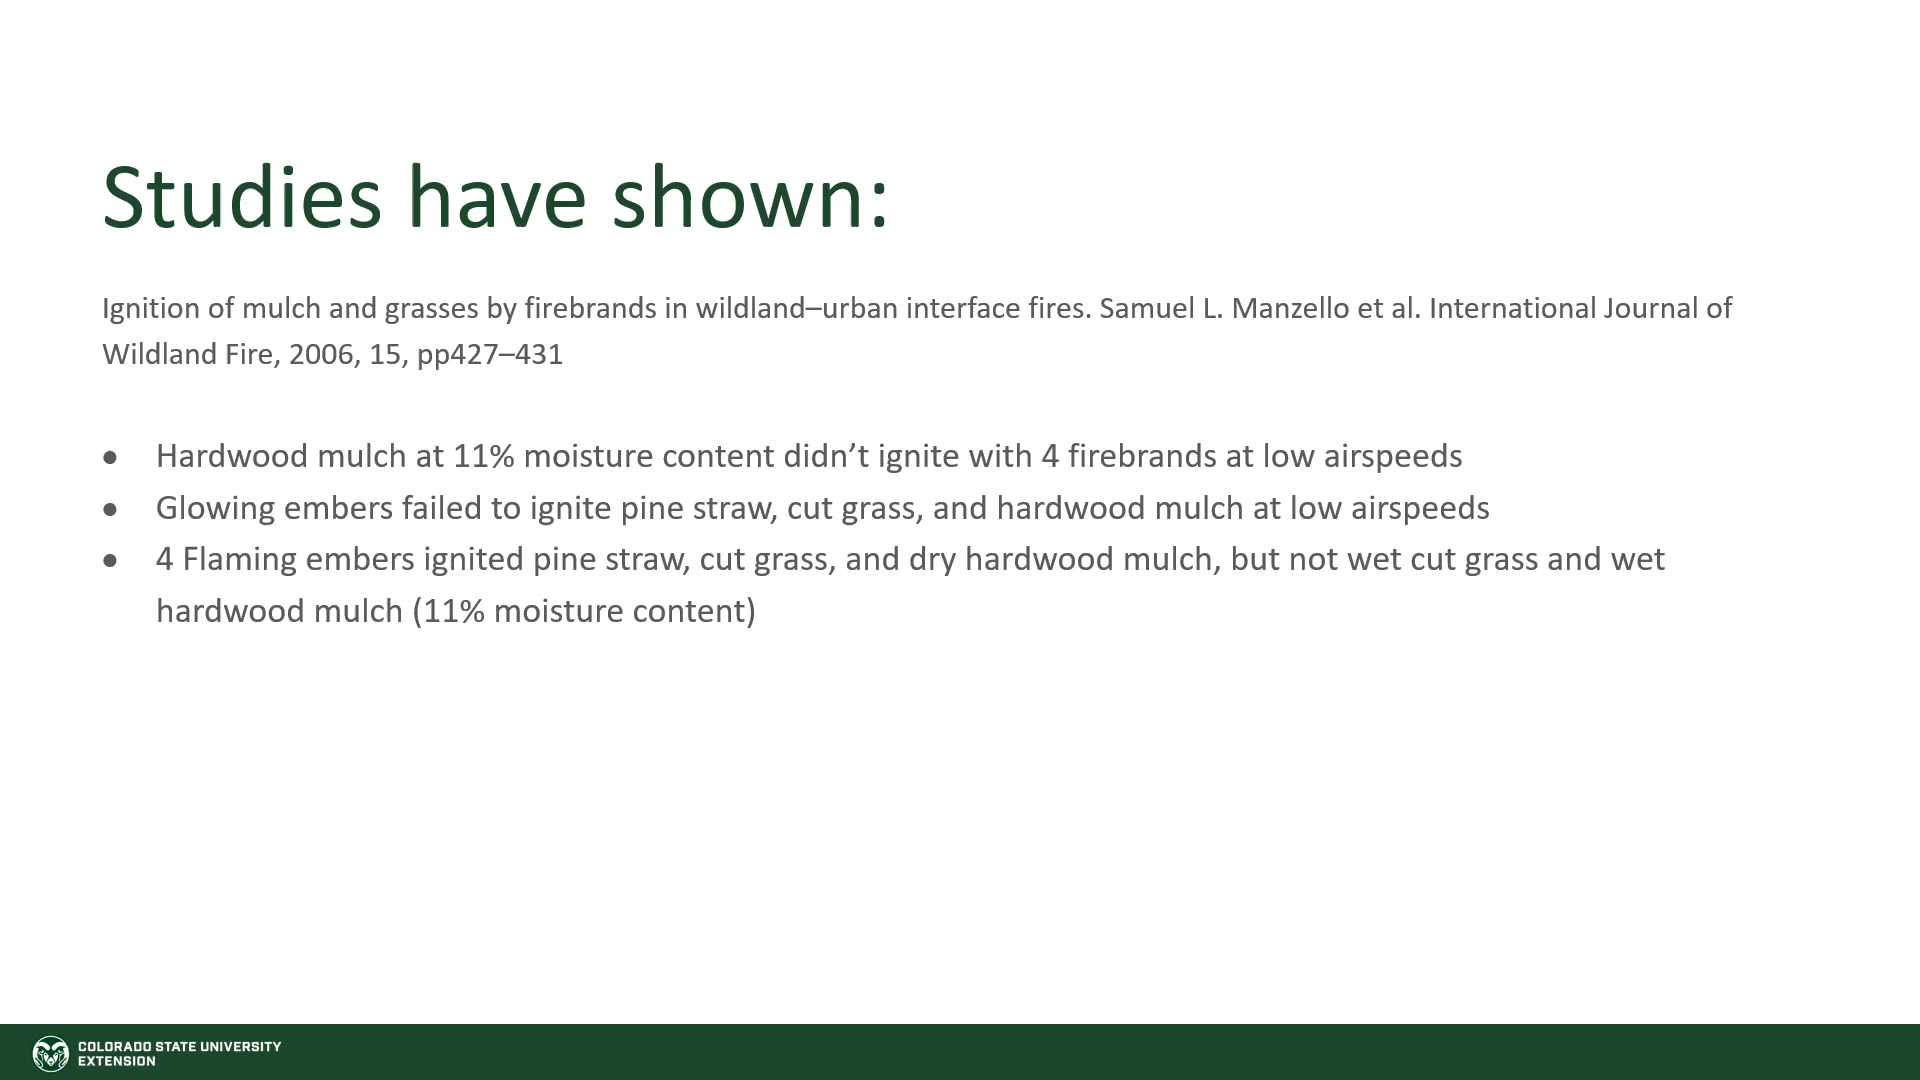 Studies have shown:
Ignition of mulch and grasses by firebrands in wildland–urban interface fires. Samuel L. Manzello et al. International Journal of
Wildland Fire, 2006, 15, pp427–431
● Hardwood mulch at 11% moisture content didn’t ignite with 4 firebrands at low airspeeds
● Glowing embers failed to ignite pine straw, cut grass, and hardwood mulch at low airspeeds
● 4 Flaming embers ignited pine straw, cut grass, and dry hardwood mulch, but not wet cut grass and wet
hardwood mulch (11% moisture content)
COLORADO STATE UNIVERSITY
EXTENSION